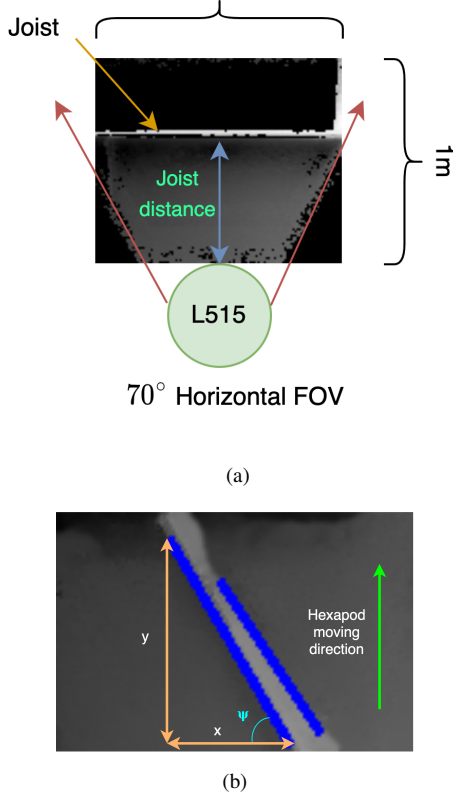 Joist
Joist
distance
1m
L515
70° Horizontal FOV
(a)
y
x
ψ
Hexapod
moving
direction
(b)